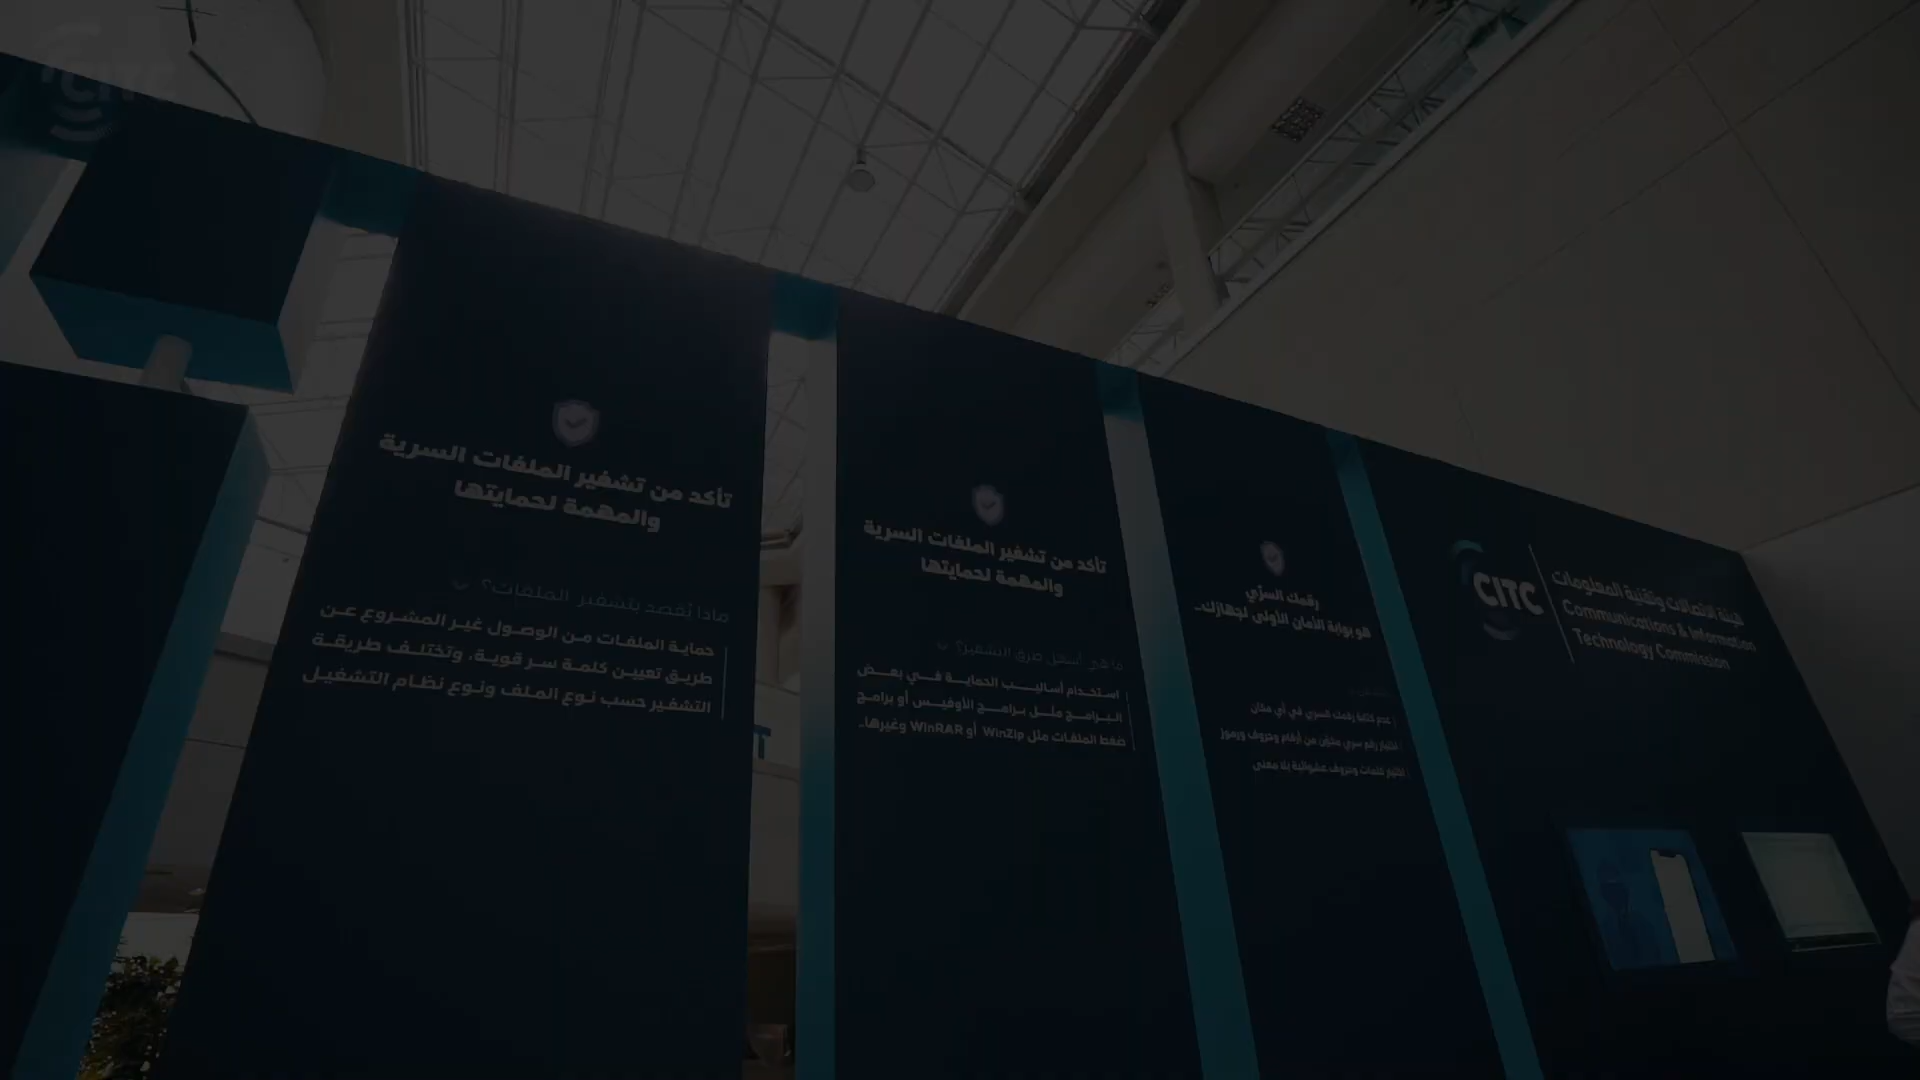 CITC
تأكد من تشفير الملفات السرية
والمهمة لحمايتها
ماذا يُقصد بتشفير الملفات؟
حماية الملفات من الوصول غير المشروع عن
طريق تعيين كلمة سر قوية، وتختلف طريقة
التشفير حسب نوع الملف ونوع نظام التشغيل
تأكد من تشفير الملفات السرية
والمهمة لحمايتها
ما هي أسهل طرق التشفير؟
استخدام أساليب الحماية في بعض
البرامج مثل برامج الأوفيس أو برامج
ضغط الملفات مثل WinZip أو WinRAR وغيرها..
رقمك السرّي
هو بوابة الأمان الأولى لجهازك..
عدم كتابة رقمك السري في أي مكان
اختيار رقم سري مكوّن من أرقام وحروف ورموز
اختيار كلمات وحروف عشوائية بلا معنى
CITC
هيئة الاتصالات وتقنية المعلومات
Communications & Information
Technology Commission